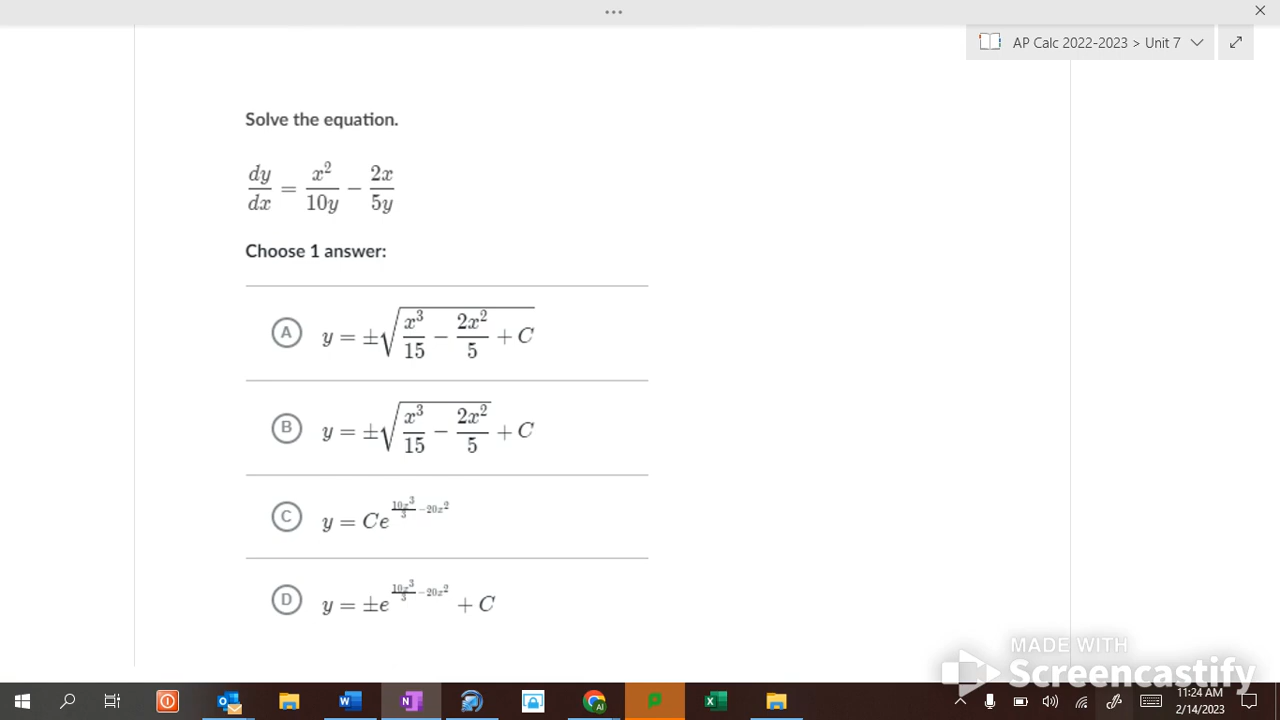 AP Calc 2022-2023 > Unit 7
Solve the equation.
dy/dx = x²/10y − 2x/5y
Choose 1 answer:
A y = ±√(x³/15 − 2x²/5 + C)
B y = ±√(x³/15 − 2x²/5) + C
C y = Ce^(10x³/3 − 20x²)
D y = ±e^(10x³/3 − 20x²) + C
MADE WITH
Screencastify
11:24 AM
2/14/2023